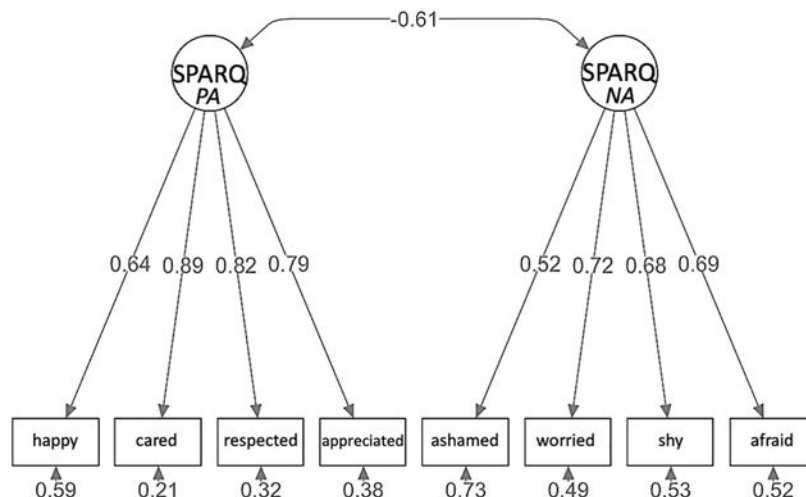 -0.61
SPARQ
PA
SPARQ
NA
0.64 0.89 0.82 0.79 0.52 0.72 0.68 0.69
happy cared respected appreciated ashamed worried shy afraid
0.59 0.21 0.32 0.38 0.73 0.49 0.53 0.52